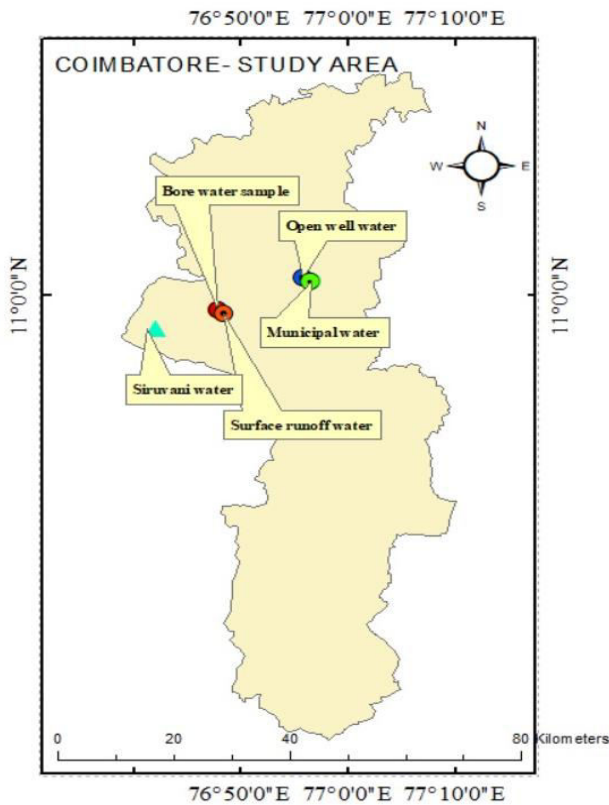 76°50'0"E 77°0'0"E 77°10'0"E
COIMBATORE- STUDY AREA
N
W E
S
Bore water sample
Open well water
11°0'0"N
11°0'0"N
Municipal water
Siruvani water
Surface runoff water
0 20 40 80 Kilometers
76°50'0"E 77°0'0"E 77°10'0"E